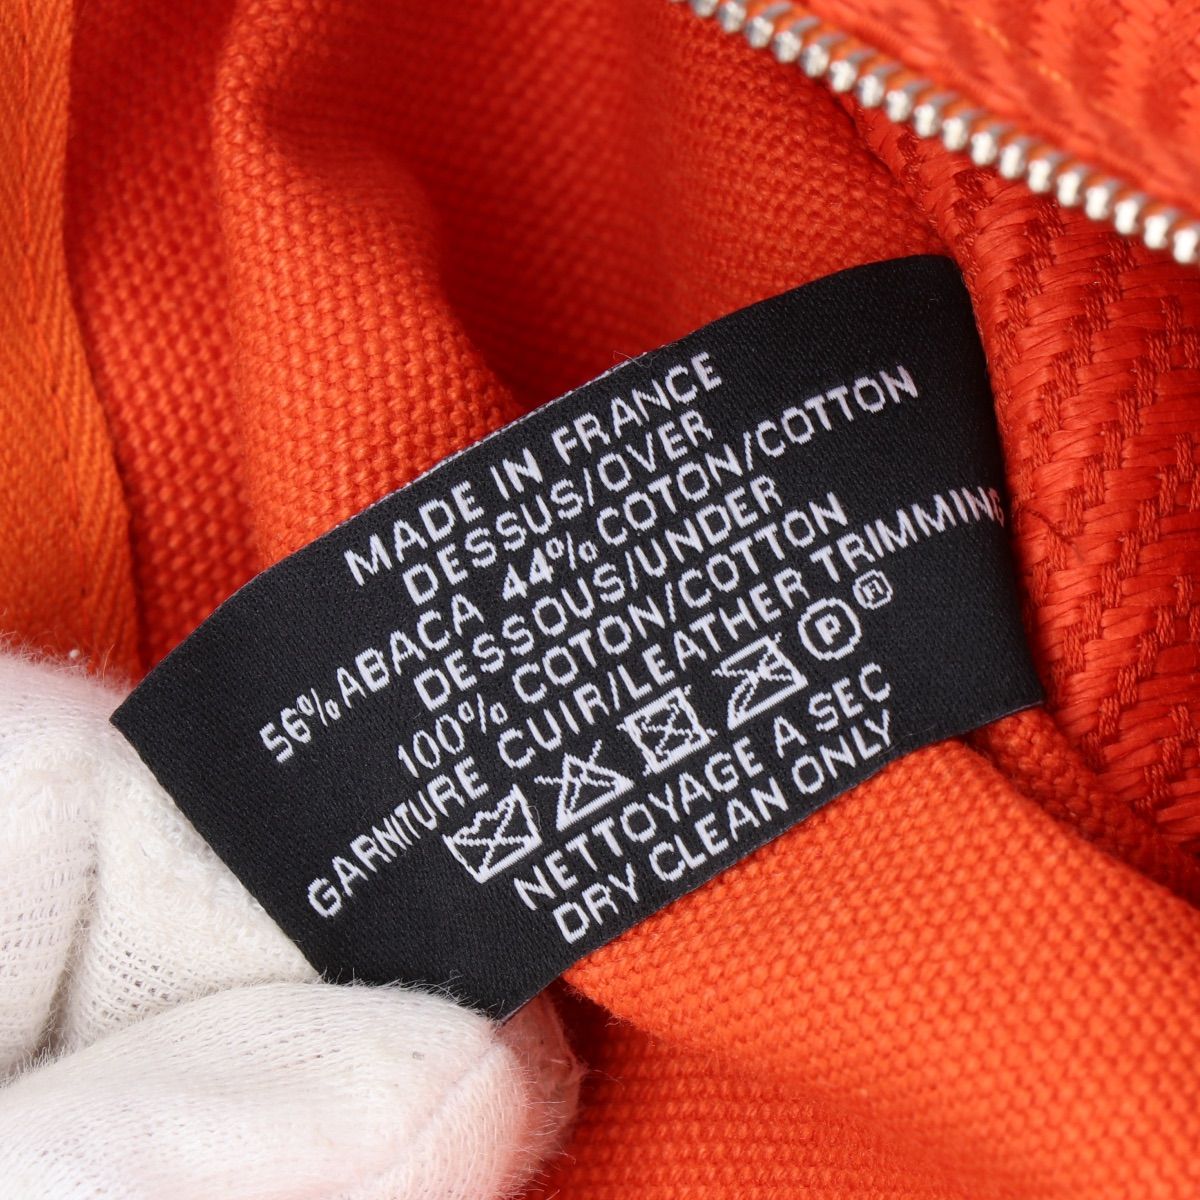 MADE IN FRANCE
DESSUS/OVER
56% ABACA 44% COTON/COTTON
DESSOUS/UNDER
100% COTON/COTTON
GARNITURE CUIR/LEATHER TRIMMING
P FI
NETTOYAGE A SEC
DRY CLEAN ONLY